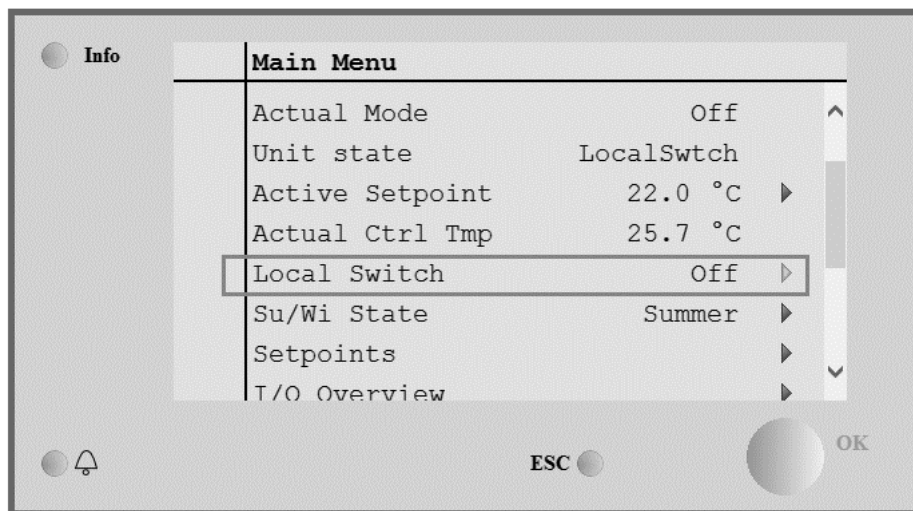 Info
Main Menu
Actual Mode Off
Unit state LocalSwtch
Active Setpoint 22.0 °C
Actual Ctrl Tmp 25.7 °C
Local Switch Off
Su/Wi State Summer
Setpoints
I/O Overview
OK
ESC